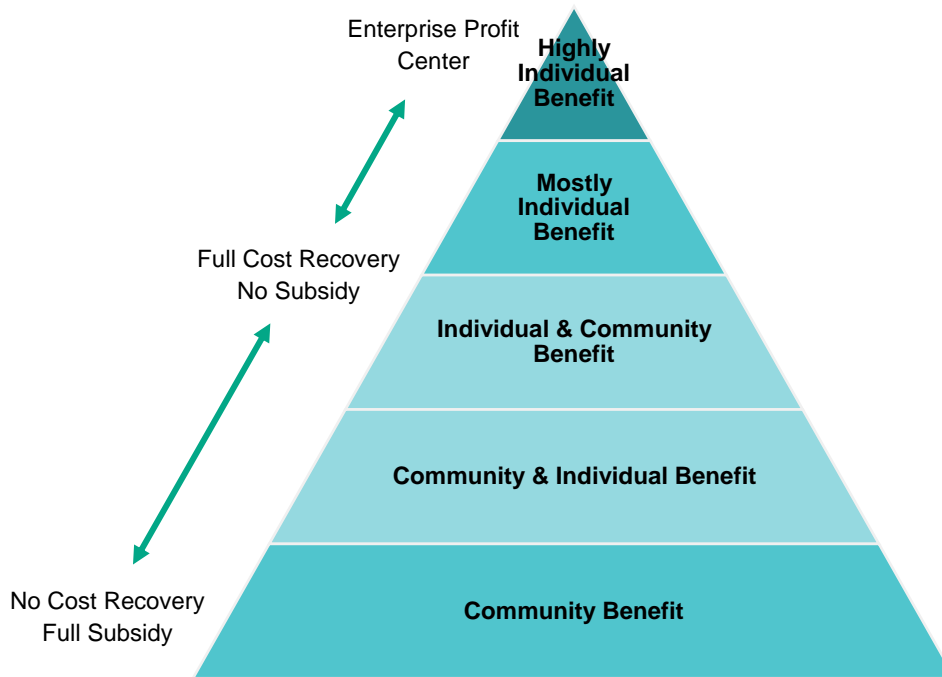 Enterprise Profit
Center
Highly
Individual
Benefit
Mostly
Individual
Benefit
Full Cost Recovery
No Subsidy
Individual & Community
Benefit
Community & Individual Benefit
No Cost Recovery
Full Subsidy
Community Benefit